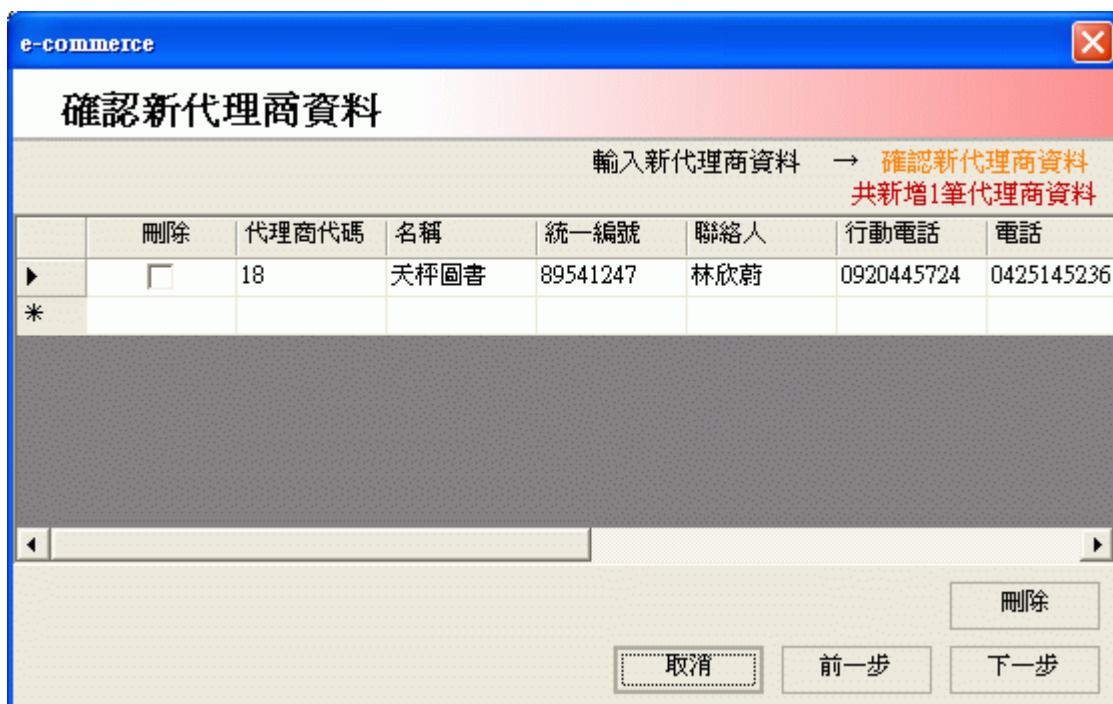 e-commerce
確認新代理商資料
輸入新代理商資料 → 確認新代理商資料
共新增1筆代理商資料
刪除 代理商代碼 名稱 統一編號 聯絡人 行動電話 電話
18 天枰圖書 89541247 林欣蔚 0920445724 0425145236
刪除
取消 前一步 下一步